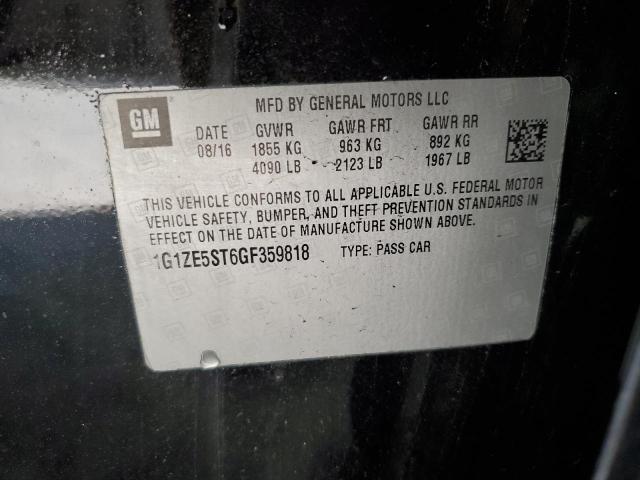 GM
MFD BY GENERAL MOTORS LLC
DATE GVWR GAWR FRT GAWR RR
08/16 1855 KG 963 KG 892 KG
4090 LB 2123 LB 1967 LB
THIS VEHICLE CONFORMS TO ALL APPLICABLE U.S. FEDERAL MOTOR
VEHICLE SAFETY, BUMPER, AND THEFT PREVENTION STANDARDS IN
EFFECT ON THE DATE OF MANUFACTURE SHOWN ABOVE.
1G1ZE5ST6GF359818 TYPE: PASS CAR